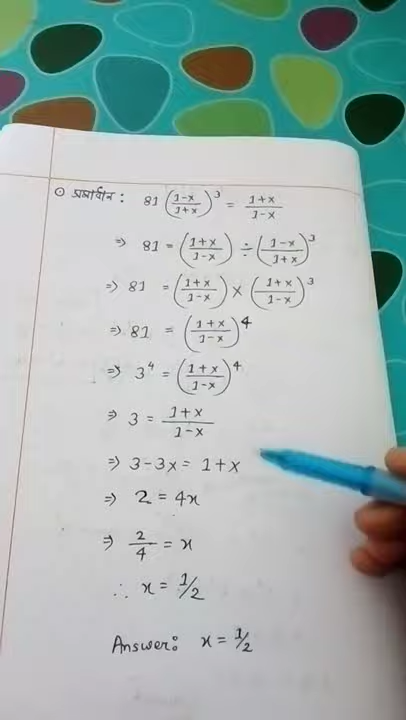 সমাধান : 81 (1-x/1+x)³ = 1+x/1-x
=> 81 = (1+x/1-x) ÷ (1-x/1+x)³
=> 81 = (1+x/1-x) × (1+x/1-x)³
=> 81 = (1+x/1-x)⁴
=> 3⁴ = (1+x/1-x)⁴
=> 3 = 1+x/1-x
=> 3-3x = 1+x
=> 2 = 4x
=> 2/4 = x
∴ x = 1/2
Answer: x = 1/2